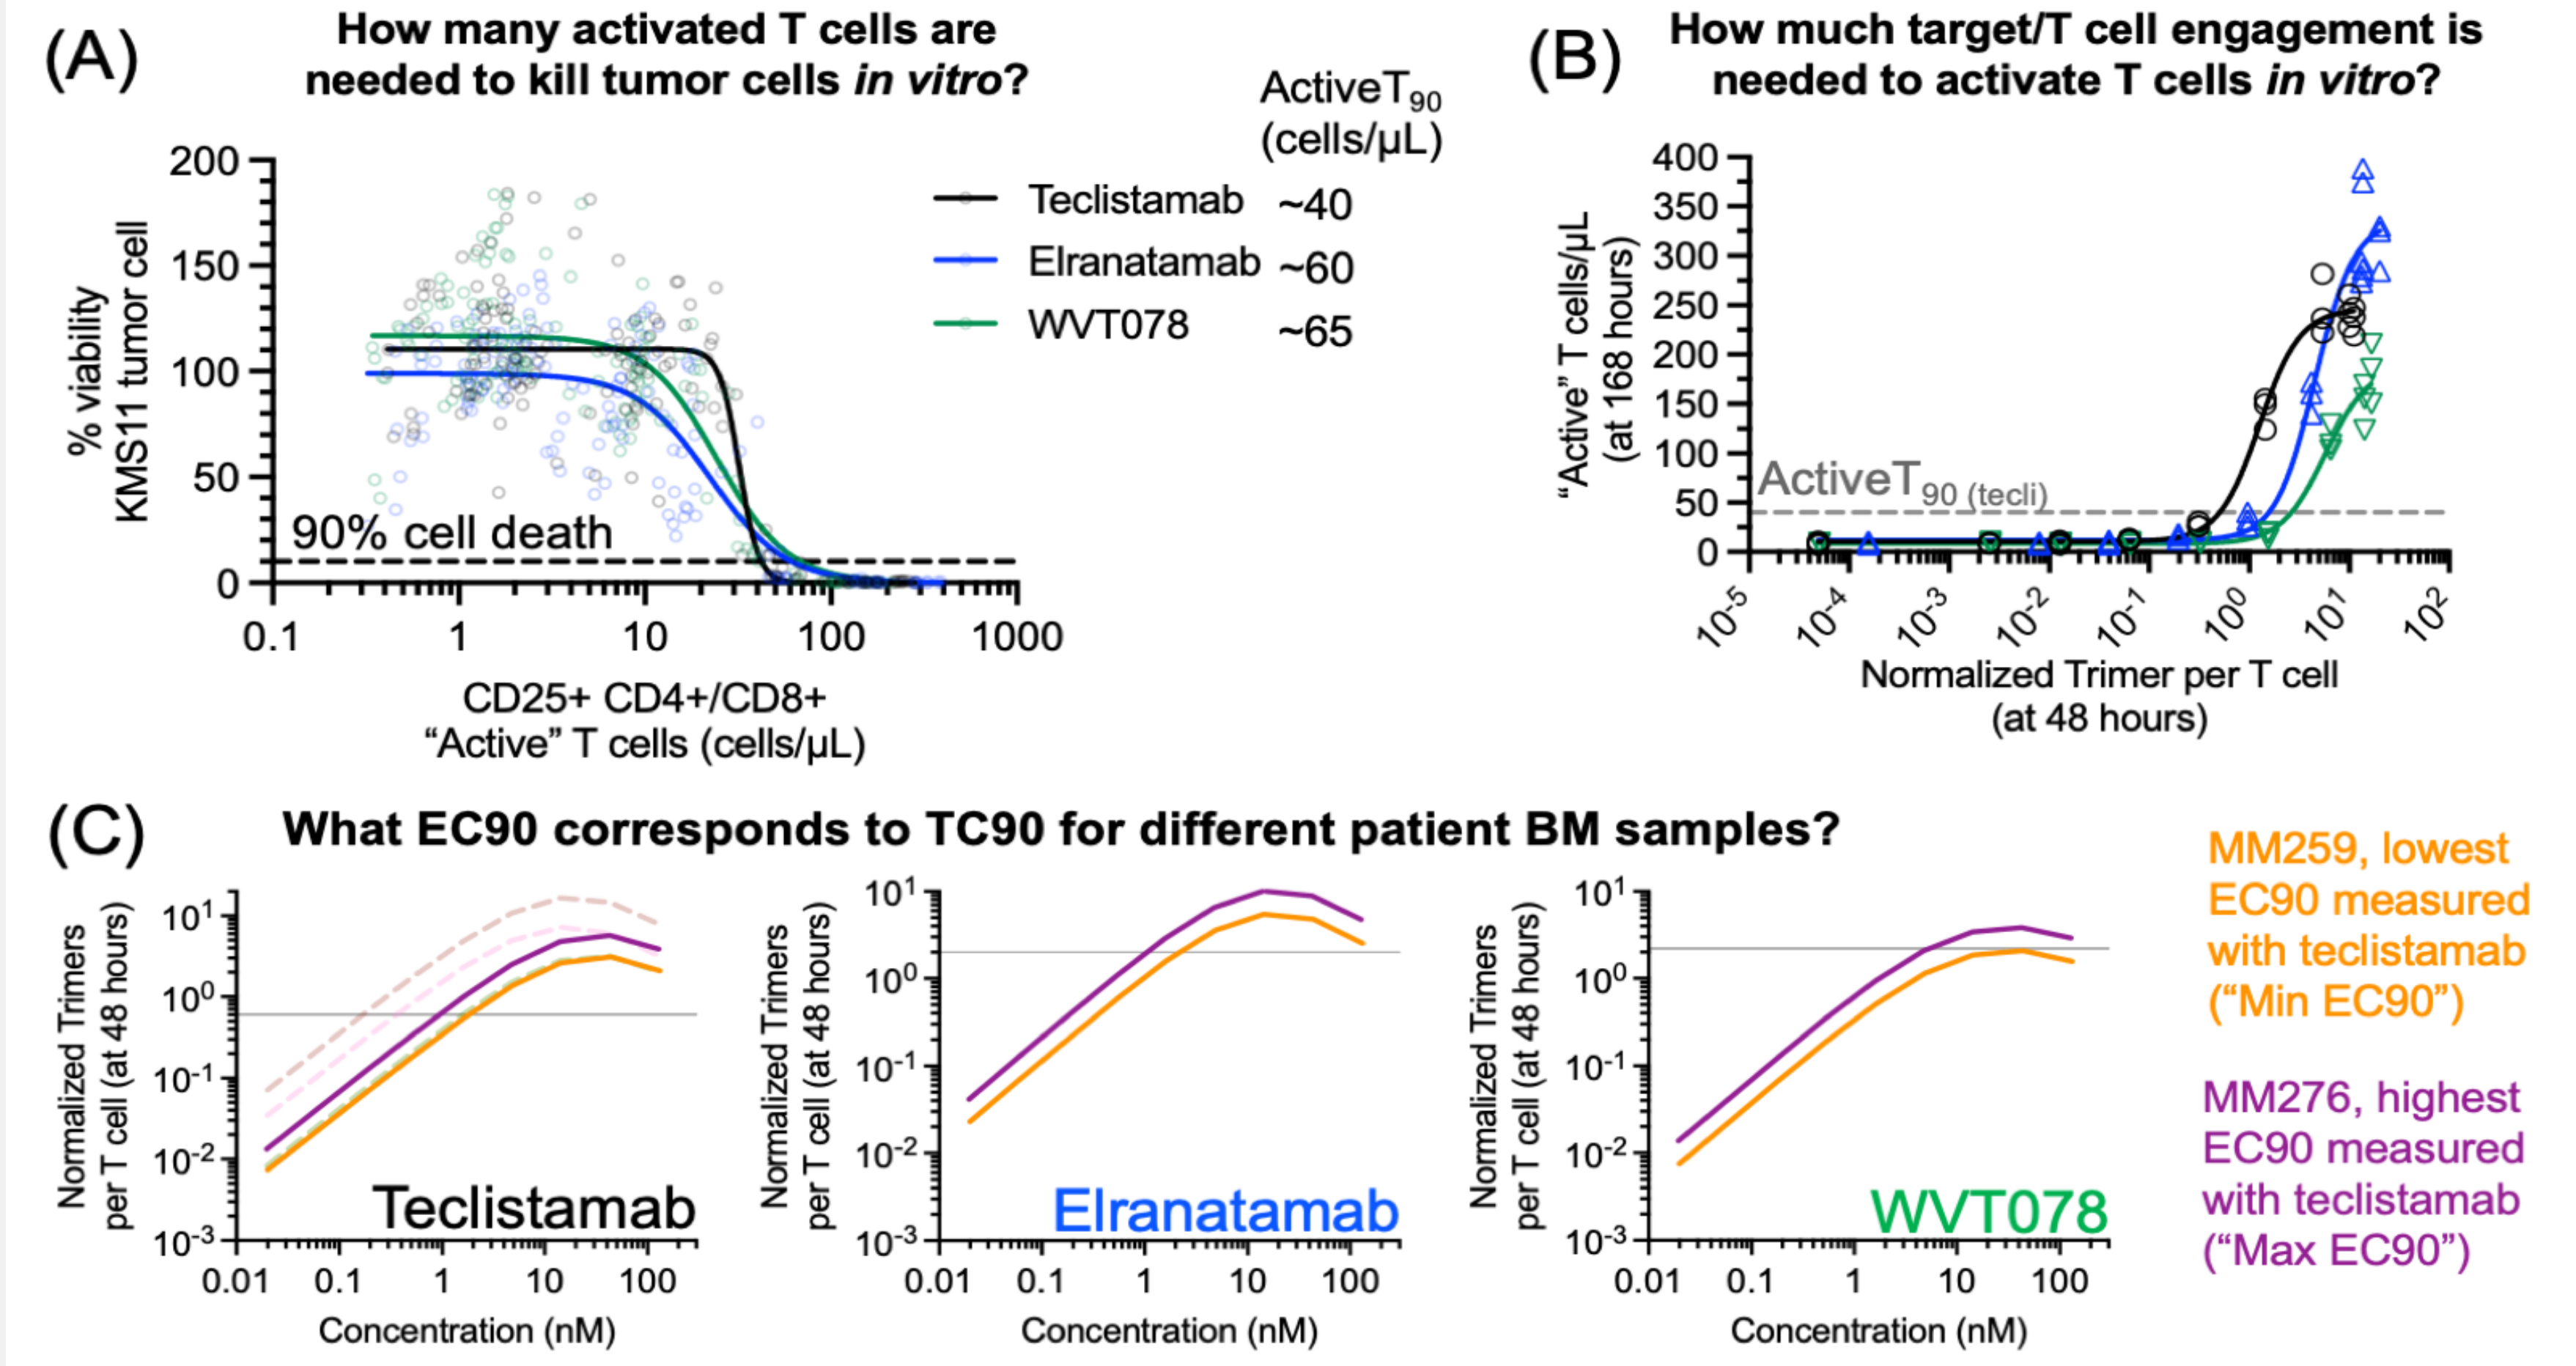 (A)
How many activated T cells are
needed to kill tumor cells in vitro?
ActiveT90
(cells/μL)
Teclistamab ~40
Elranatamab ~60
WVT078 ~65
% viability
KMS11 tumor cell
200
150
100
50
0
90% cell death
0.1 1 10 100 1000
CD25+ CD4+/CD8+
“Active” T cells (cells/μL)
(B)
How much target/T cell engagement is
needed to activate T cells in vitro?
“Active” T cells/μL
(at 168 hours)
400
350
300
250
200
150
100
50
0
ActiveT90 (tecli)
10-5 10-4 10-3 10-2 10-1 100 101 102
Normalized Trimer per T cell
(at 48 hours)
(C)
What EC90 corresponds to TC90 for different patient BM samples?
Normalized Trimers
per T cell (at 48 hours)
101
100
10-1
10-2
10-3
Teclistamab
0.01 0.1 1 10 100
Concentration (nM)
Normalized Trimers
per T cell (at 48 hours)
101
100
10-1
10-2
10-3
Elranatamab
0.01 0.1 1 10 100
Concentration (nM)
Normalized Trimers
per T cell (at 48 hours)
101
100
10-1
10-2
10-3
WVT078
0.01 0.1 1 10 100
Concentration (nM)
MM259, lowest
EC90 measured
with teclistamab
(“Min EC90”)
MM276, highest
EC90 measured
with teclistamab
(“Max EC90”)